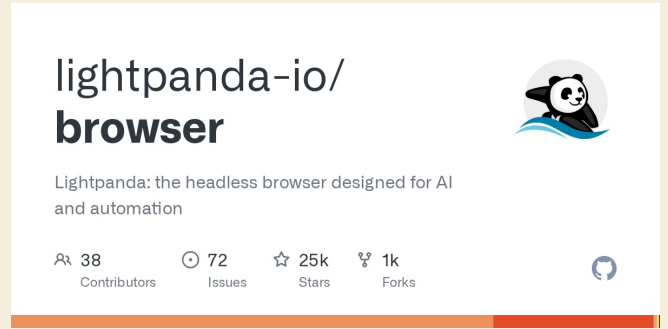 lightpanda-io/
browser
Lightpanda: the headless browser designed for AI
and automation
38 72 25k 1k
Contributors Issues Stars Forks